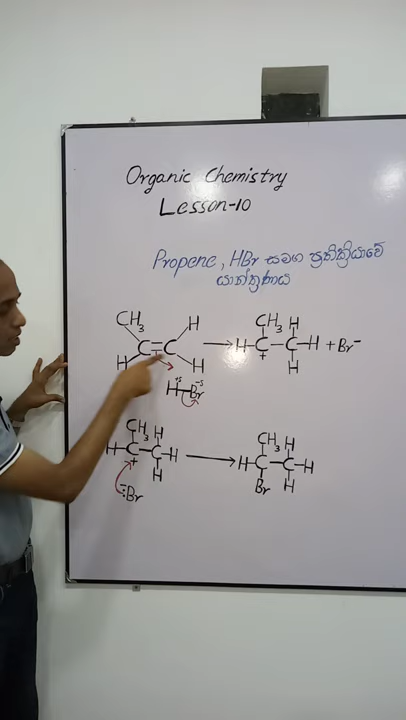 Organic Chemistry
Lesson-10
Propene, HBr සමග ප්‍රතික්‍රියාවේ
යාන්ත්‍රණය
CH₃ H CH₃ H
C=C → H-C-C-H + Br⁻
H H + H
H⁺ᵟ-Br⁻ᵟ
CH₃ H CH₃ H
H-C-C-H → H-C-C-H
+ H Br H
:Br⁻